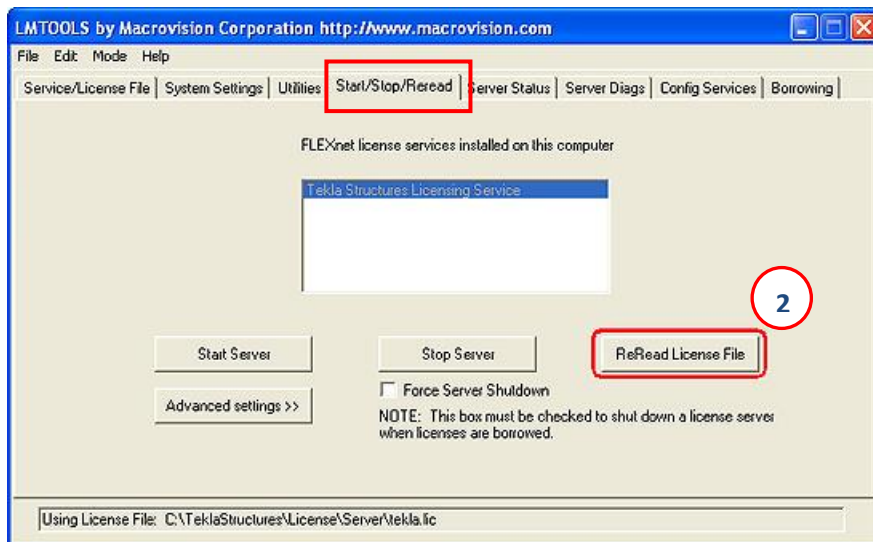 LMTOOLS by Macrovision Corporation http://www.macrovision.com
File Edit Mode Help
Service/License File System Settings Utilities Start/Stop/Reread Server Status Server Diags Config Services Borrowing
FLEXnet license services installed on this computer
Tekla Structures Licensing Service
2
Start Server Stop Server ReRead License File
Force Server Shutdown
Advanced settings >>
NOTE: This box must be checked to shut down a license server
when licenses are borrowed.
Using License File: C:\TeklaStructures\License\Server\tekla.lic